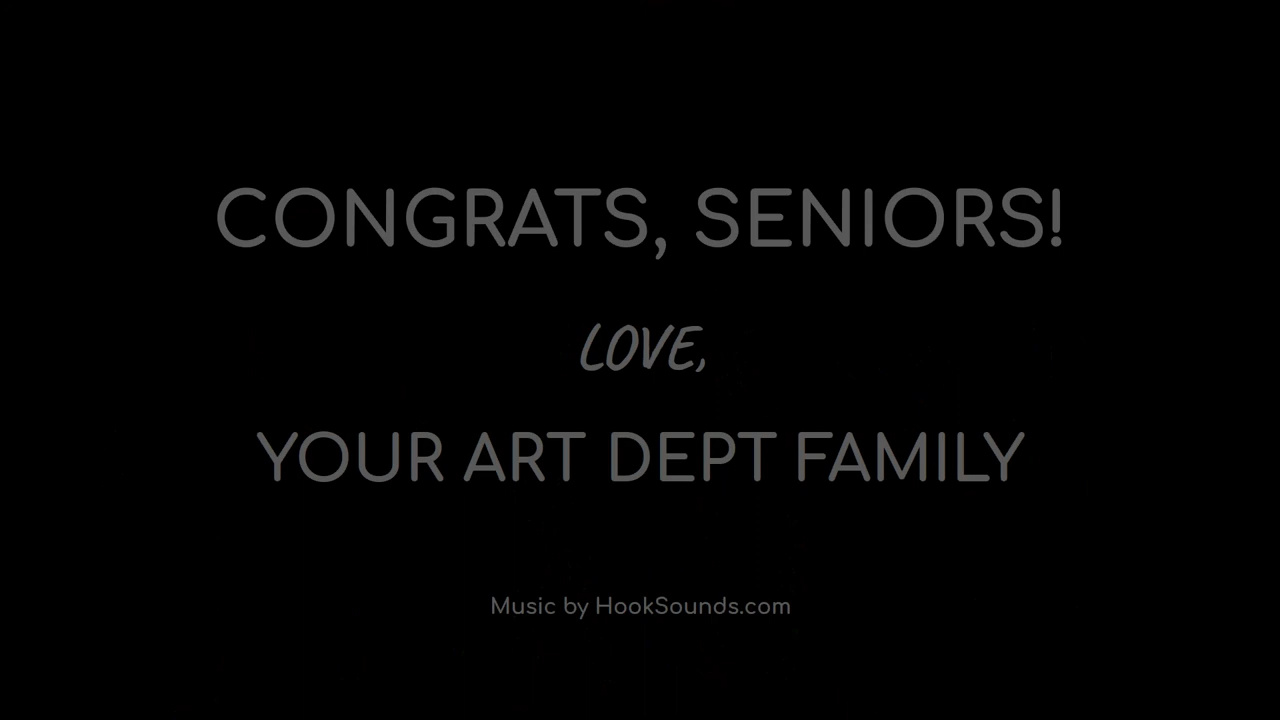 CONGRATS, SENIORS!
LOVE,
YOUR ART DEPT FAMILY
Music by HookSounds.com